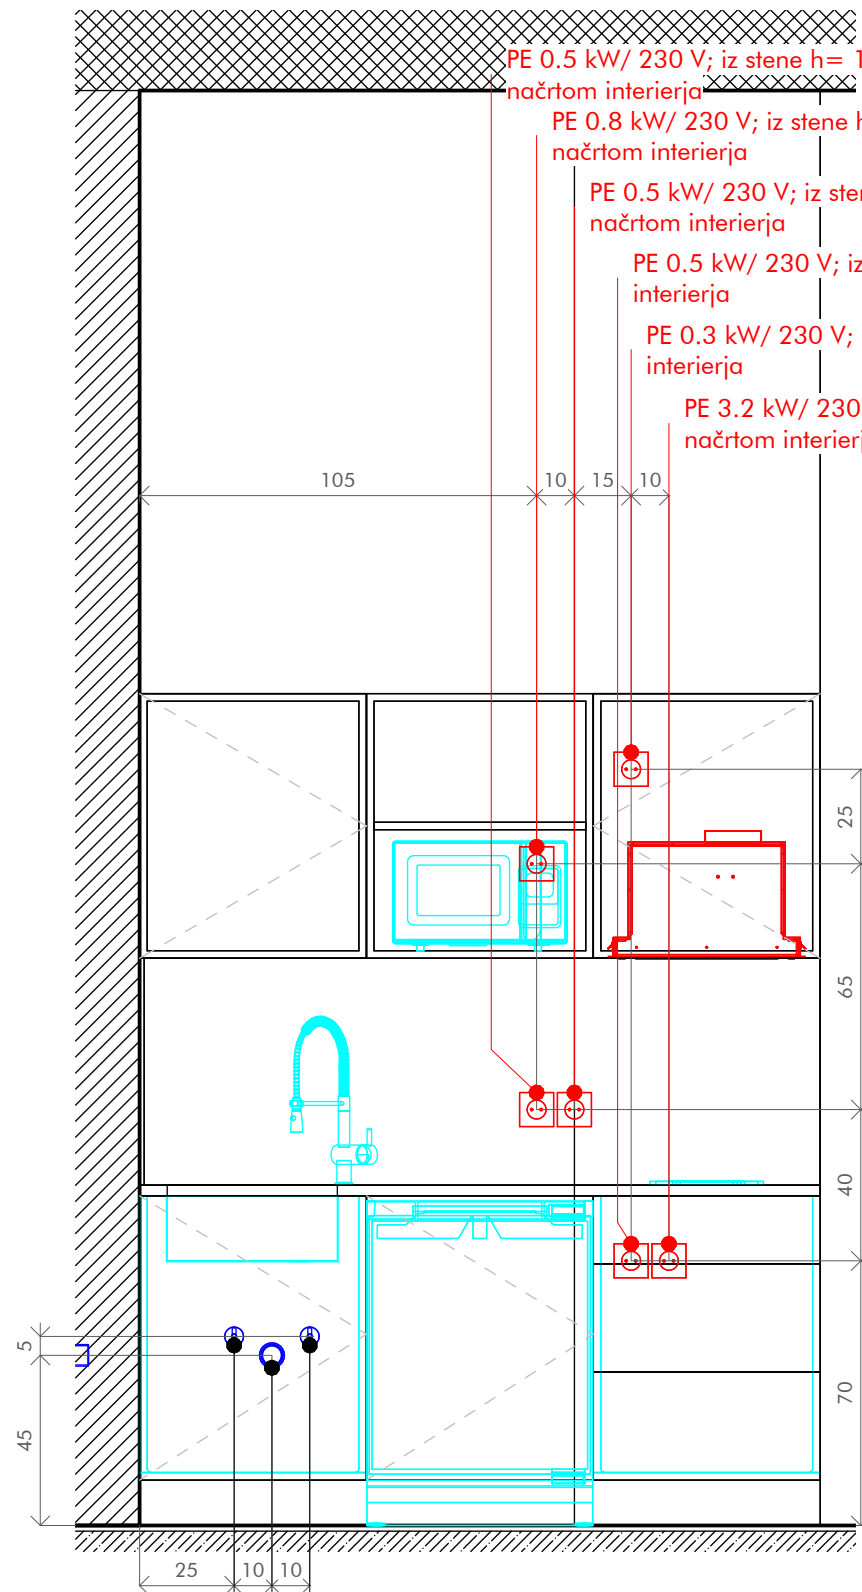 PE 0.5 kW/ 230 V; iz stene h= 1
načrtom interierja
PE 0.8 kW/ 230 V; iz stene h
načrtom interierja
PE 0.5 kW/ 230 V; iz sten
načrtom interierja
PE 0.5 kW/ 230 V; iz
interierja
PE 0.3 kW/ 230 V;
interierja
PE 3.2 kW/ 230
načrtom interierj
105 10 15 10
25
65
40
70
5
45
25 10 10